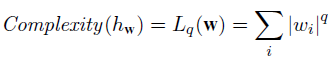 Complexity(h_w) = L_q(w) = ∑_i |w_i|^q